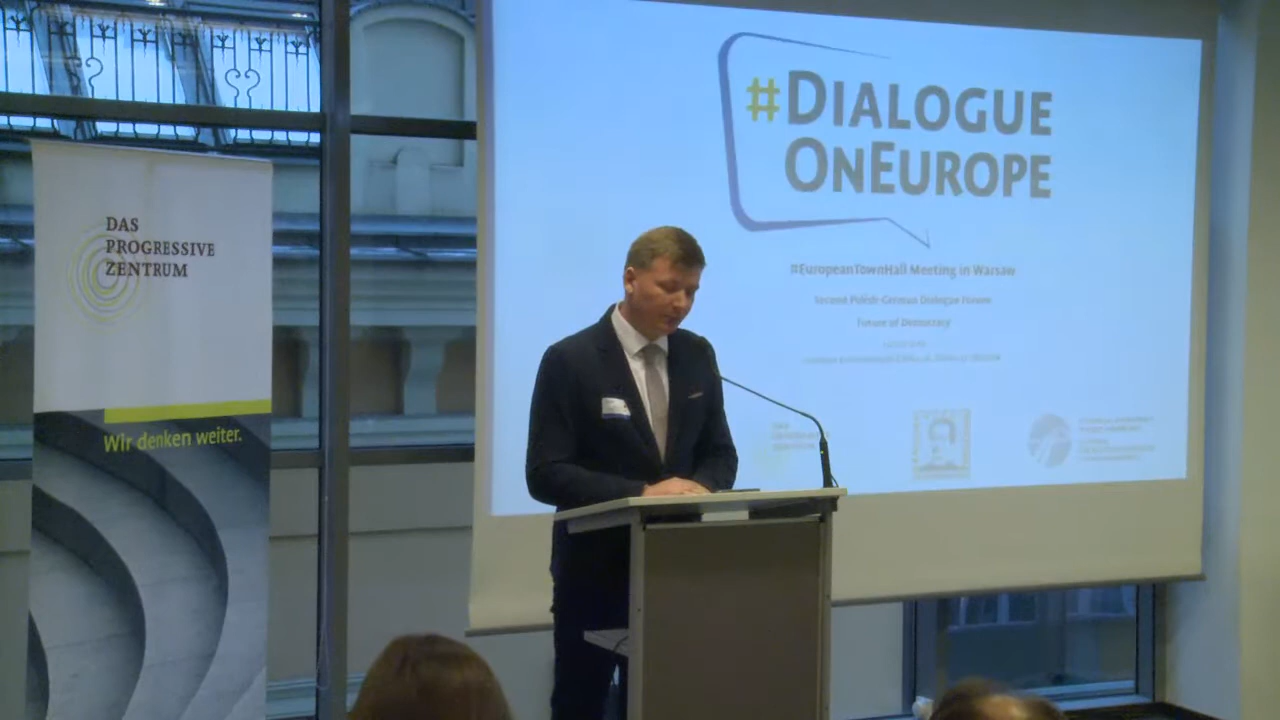 DAS
PROGRESSIVE
ZENTRUM
Wir denken weiter.
#DIALOGUE
ONEUROPE
#EuropeanTownHall Meeting in Warsaw
Second Polish-German Dialogue Forum
Future of Democracy